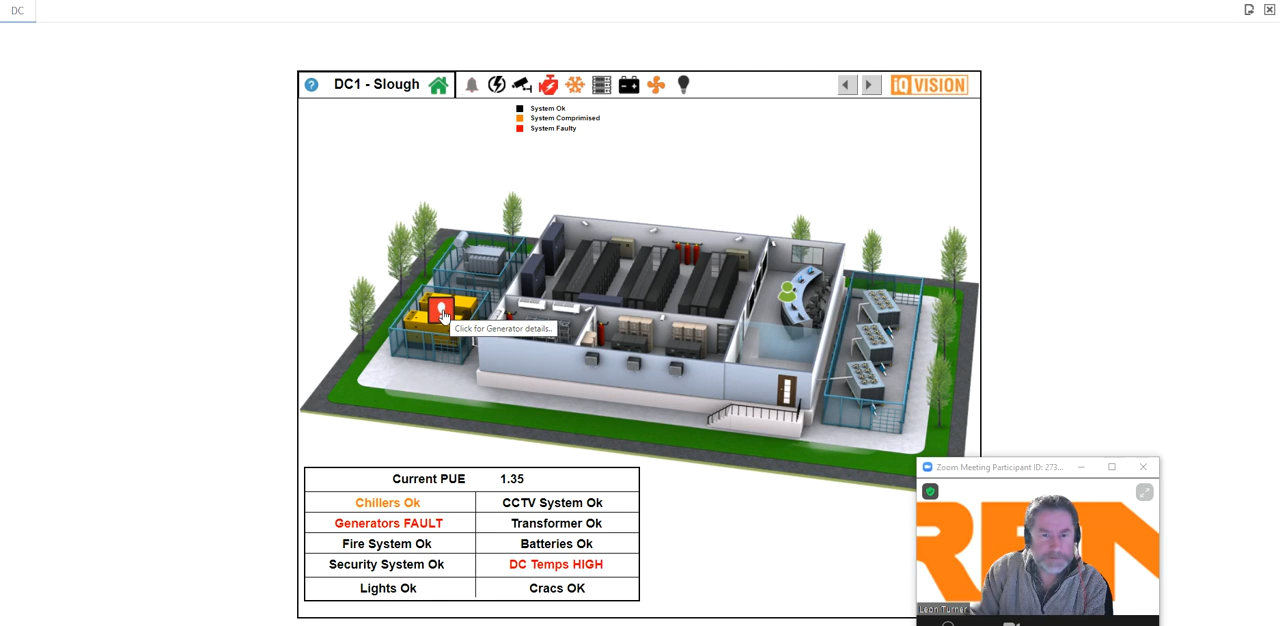 DC
DC1 - Slough
iQ VISION
System Ok
System Comprimised
System Faulty
Click for Generator details..
Current PUE 1.35
Chillers Ok CCTV System Ok
Generators FAULT Transformer Ok
Fire System Ok Batteries Ok
Security System Ok DC Temps HIGH
Lights Ok Cracs OK
Zoom Meeting Participant ID: 273...
Leon Turner